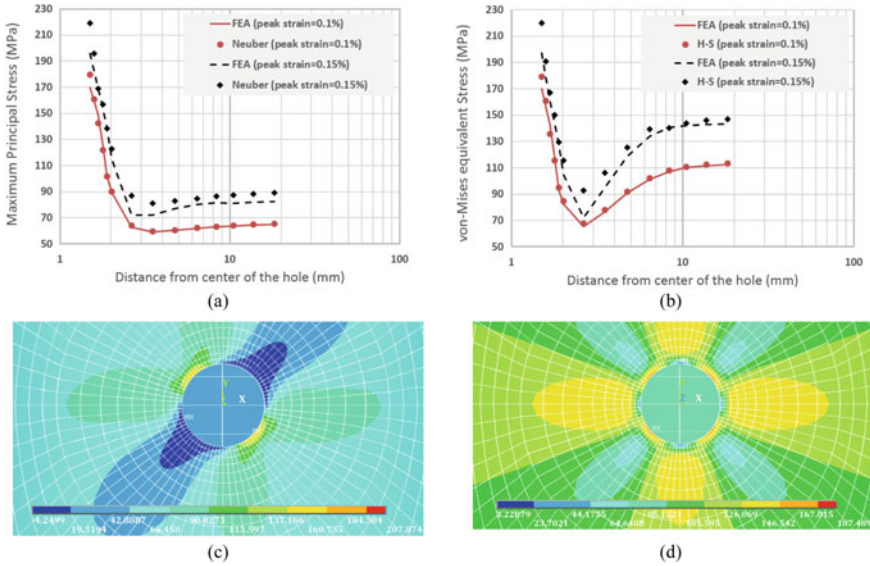 (a)
Maximum Principal Stress (MPa)
230
210
190
170
150
130
110
90
70
50
FEA (peak strain=0.1%)
Neuber (peak strain=0.1%)
FEA (peak strain=0.15%)
Neuber (peak strain=0.15%)
1
10
100
Distance from center of the hole (mm)
(a)
von-Mises equivalent Stress (MPa)
230
210
190
170
150
130
110
90
70
50
FEA (peak strain=0.1%)
H-S (peak strain=0.1%)
FEA (peak strain=0.15%)
H-S (peak strain=0.15%)
1
10
100
Distance from center of the hole (mm)
(b)
Y
X
137.166
184.304
19.3194
66.458
113.597
160.735
207.874
(c)
X
126.069
167.015
23.7021
64.6488
105.595
146.542
187.489
(d)